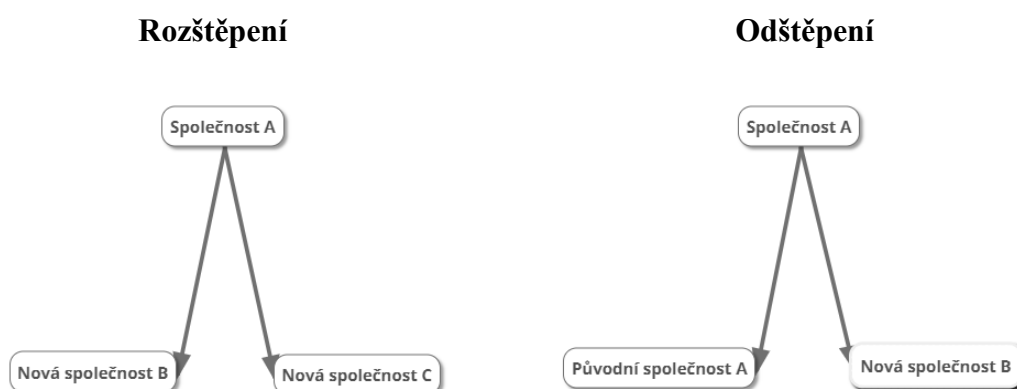 Rozštěpení
Odštěpení
Společnost A
Společnost A
Nová společnost B
Nová společnost C
Původní společnost A
Nová společnost B